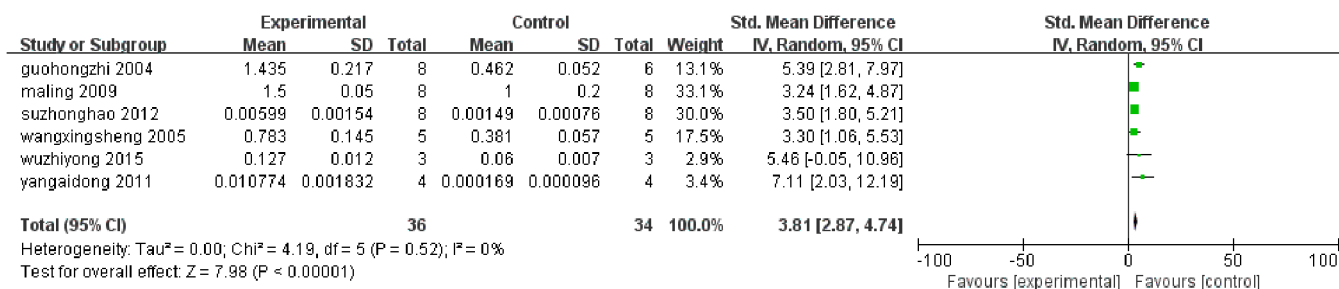 Experimental Control Std. Mean Difference Std. Mean Difference
Study or Subgroup Mean SD Total Mean SD Total Weight IV, Random, 95% CI IV, Random, 95% CI
guohongzhi 2004 1.435 0.217 8 0.462 0.052 6 13.1% 5.39 [2.81, 7.97]
maling 2009 1.5 0.05 8 1 0.2 8 33.1% 3.24 [1.62, 4.87]
suzhonghao 2012 0.00599 0.00154 8 0.00149 0.00076 8 30.0% 3.50 [1.80, 5.21]
wangxingsheng 2005 0.783 0.145 5 0.381 0.057 5 17.5% 3.30 [1.06, 5.53]
wuzhiyong 2015 0.127 0.012 3 0.06 0.007 3 2.9% 5.46 [-0.05, 10.96]
yangaidong 2011 0.010774 0.001832 4 0.000169 0.000096 4 3.4% 7.11 [2.03, 12.19]
Total (95% CI) 36 34 100.0% 3.81 [2.87, 4.74]
Heterogeneity: Tau² = 0.00; Chi² = 4.19, df = 5 (P = 0.52); I² = 0%
Test for overall effect: Z = 7.98 (P < 0.00001)
-100 -50 0 50 100
Favours [experimental] Favours [control]